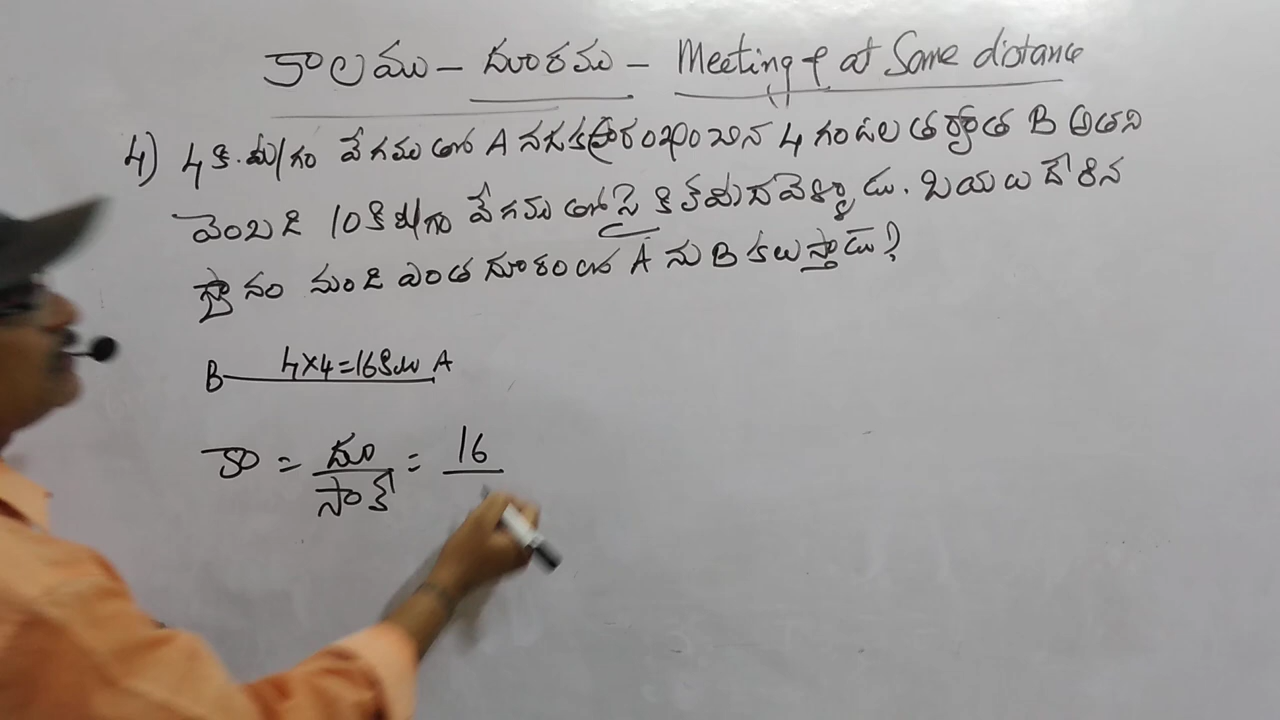 కాలము - దూరము - Meeting at Same distance
4) 4 కి.మీ/గం వేగముతో A నడక ప్రారంభించిన 4 గంటల తర్వాత B అతని
వెంబడి 10 కి.మీ/గం వేగముతో సైకిల్ మీద వెళ్ళాడు. బయలుదేరిన
స్థానం నుండి ఎంత దూరంలో A ను B కలుస్తాడు?
B 4×4=16కి.మీ A
కా = దూ/సాకే = 16